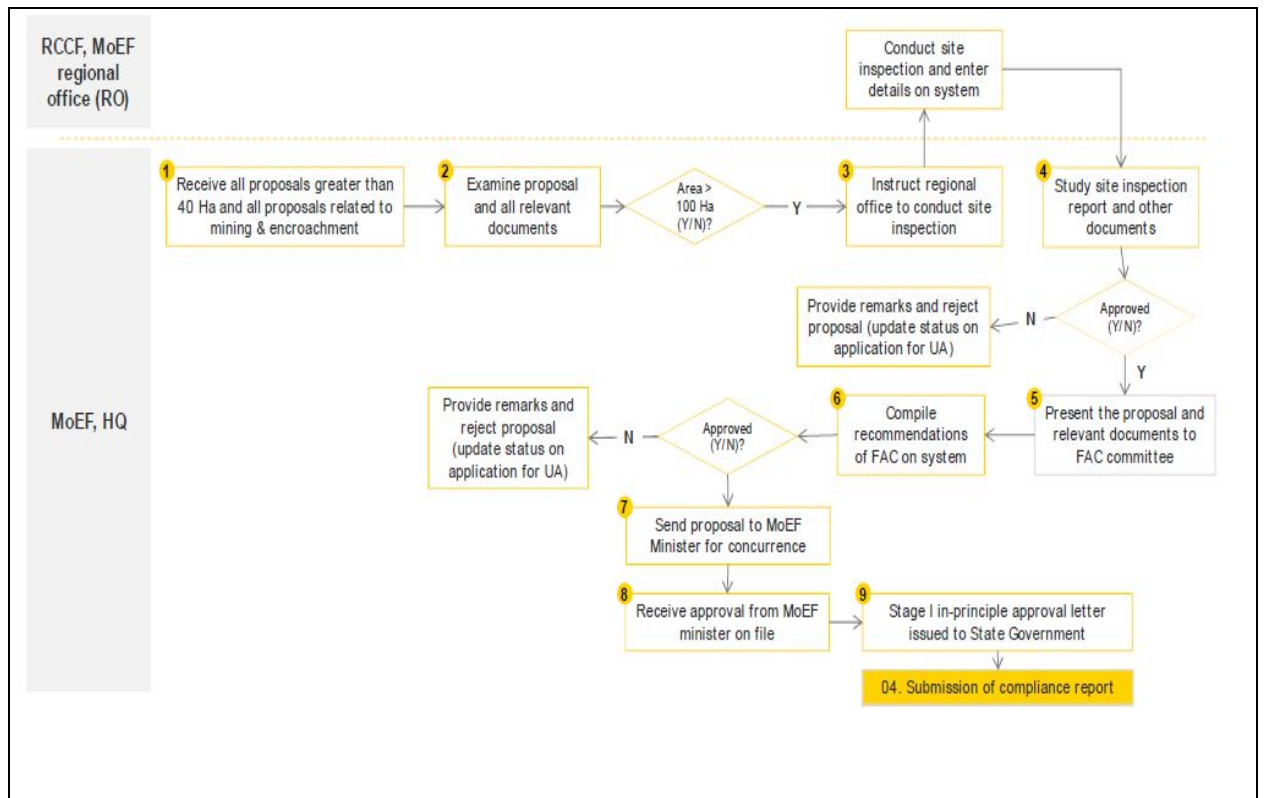 RCCF, MoEF
regional
office (RO)
Conduct site
inspection and enter
details on system
MoEF, HQ
1
Receive all proposals greater than
40 Ha and all proposals related to
mining & encroachment
2
Examine proposal
and all relevant
documents
Area >
100 Ha
(Y/N)?
Y
3
Instruct regional
office to conduct site
inspection
4
Study site inspection
report and other
documents
Approved
(Y/N)?
N
Provide remarks and reject
proposal (update status on
application for UA)
Y
5
Present the proposal and
relevant documents to
FAC committee
6
Compile
recommendations
of FAC on system
Approved
(Y/N)?
N
Provide remarks and
reject proposal
(update status on
application for UA)
7
Send proposal to MoEF
Minister for concurrence
8
Receive approval from MoEF
minister on file
9
Stage I in-principle approval letter
issued to State Government
04. Submission of compliance report